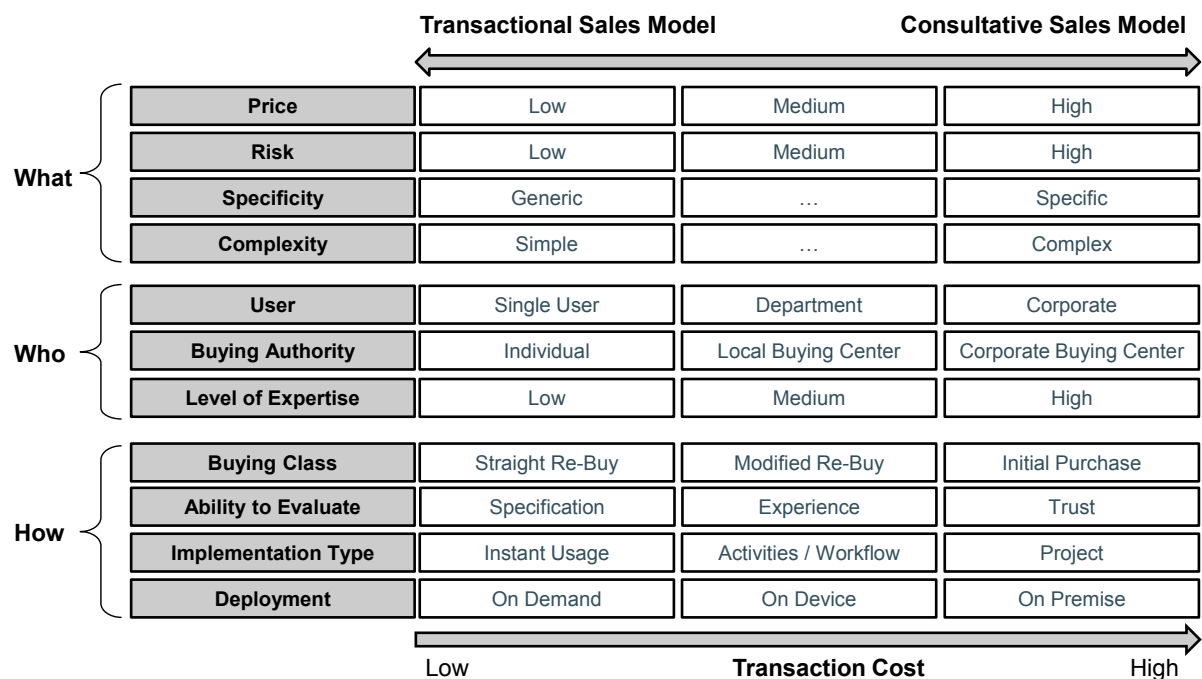 Transactional Sales Model Consultative Sales Model
What
Price Low Medium High
Risk Low Medium High
Specificity Generic … Specific
Complexity Simple … Complex
Who
User Single User Department Corporate
Buying Authority Individual Local Buying Center Corporate Buying Center
Level of Expertise Low Medium High
How
Buying Class Straight Re-Buy Modified Re-Buy Initial Purchase
Ability to Evaluate Specification Experience Trust
Implementation Type Instant Usage Activities / Workflow Project
Deployment On Demand On Device On Premise
Low Transaction Cost High